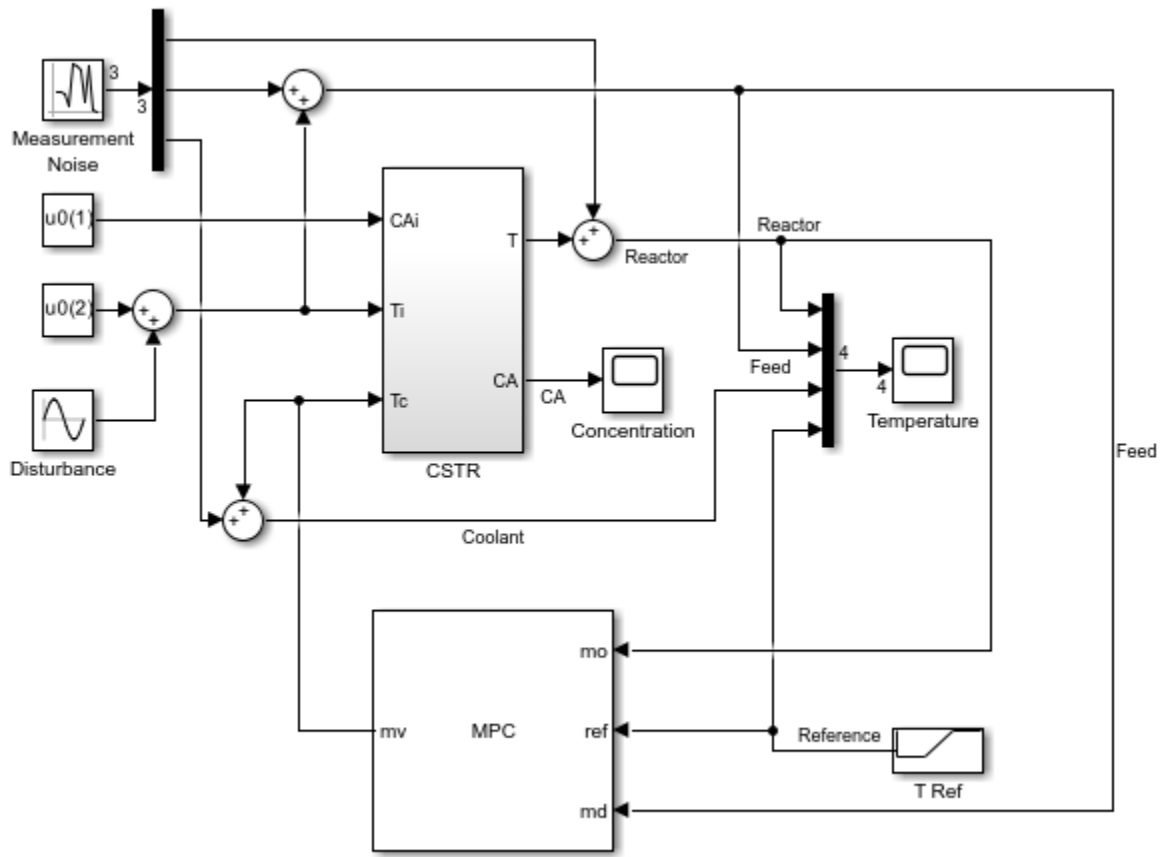 3
3
Measurement
Noise
+
+
u0(1)
CAi
T
+
+
Reactor
Reactor
u0(2)
+
+
Ti
4
4
Feed
Temperature
CA
CA
Tc
Concentration
Disturbance
CSTR
Feed
+
+
Coolant
mo
mv
MPC
ref
Reference
T Ref
md